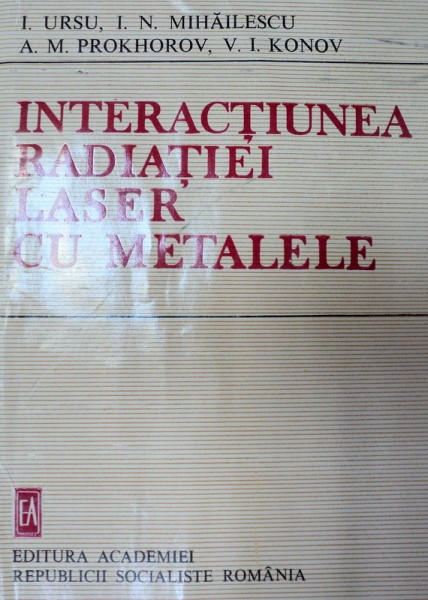 I. URSU, I. N. MIHĂILESCU
A. M. PROKHOROV, V. I. KONOV
INTERACȚIUNEA
RADIAȚIEI
LASER
CU METALELE
EA
EDITURA ACADEMIEI
REPUBLICII SOCIALISTE ROMÂNIA